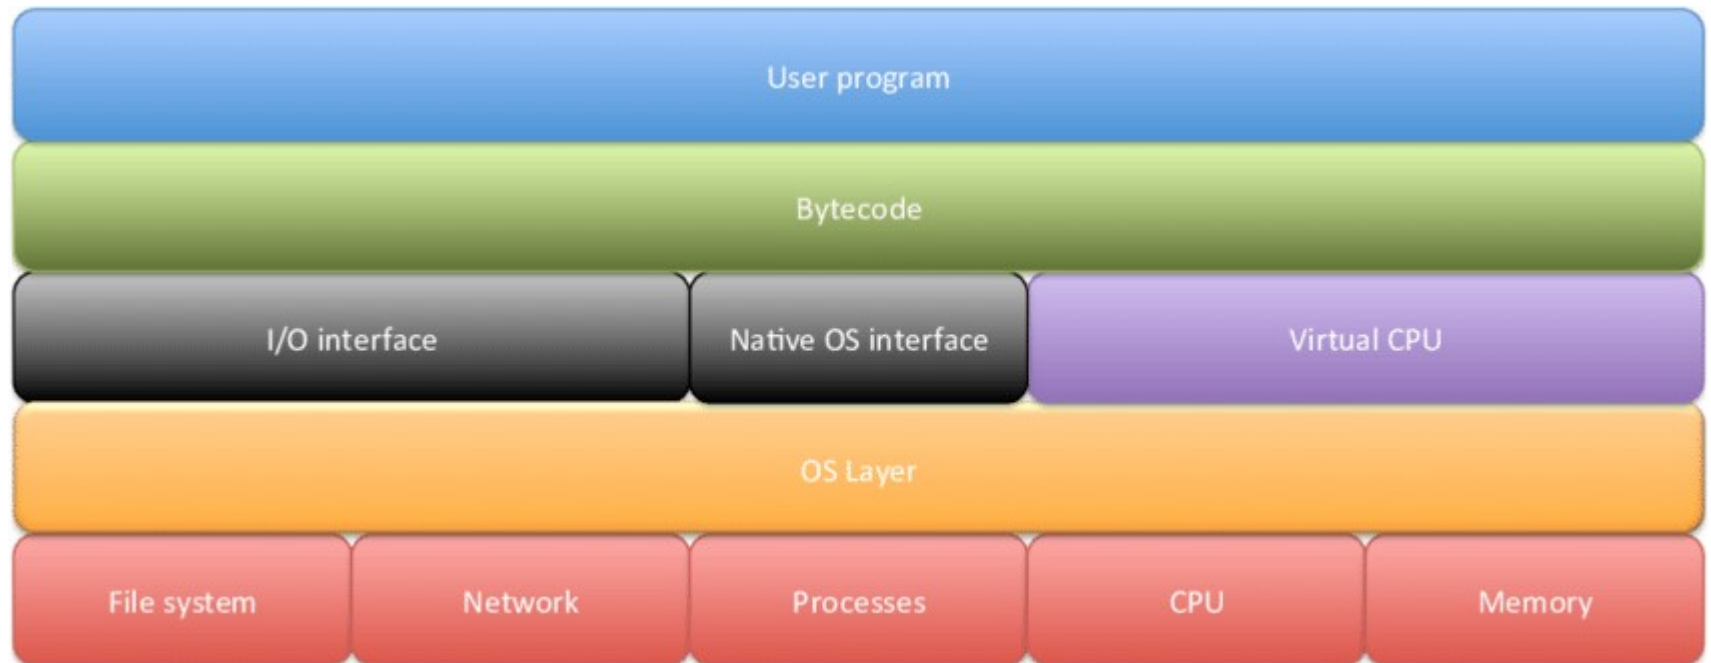 User program
Bytecode
I/O interface
Native OS interface
Virtual CPU
OS Layer
File system
Network
Processes
CPU
Memory